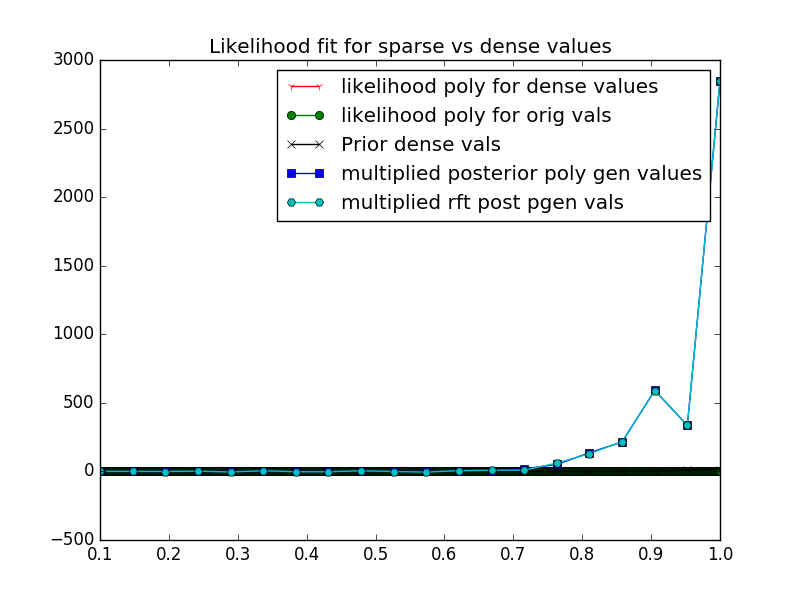 Likelihood fit for sparse vs dense values
3000
2500
2000
1500
1000
500
0
−500
likelihood poly for dense values
likelihood poly for orig vals
Prior dense vals
multiplied posterior poly gen values
multiplied rft post pgen vals
0.1 0.2 0.3 0.4 0.5 0.6 0.7 0.8 0.9 1.0